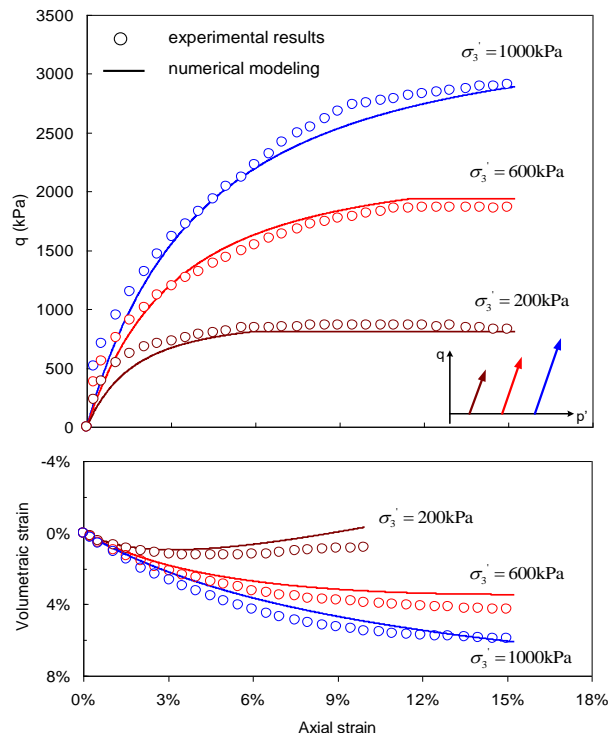 3500
3000
2500
2000
1500
1000
500
0
q (kPa)
experimental results
numerical modeling
σ₃' = 1000kPa
σ₃' = 600kPa
σ₃' = 200kPa
q
p'
-4%
0%
4%
8%
Volumetraic strain
σ₃' = 200kPa
σ₃' = 600kPa
σ₃' = 1000kPa
0% 3% 6% 9% 12% 15% 18%
Axial strain